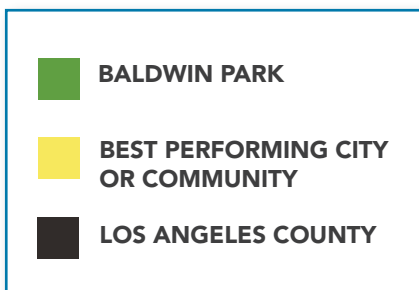 BALDWIN PARK
BEST PERFORMING CITY
OR COMMUNITY
LOS ANGELES COUNTY